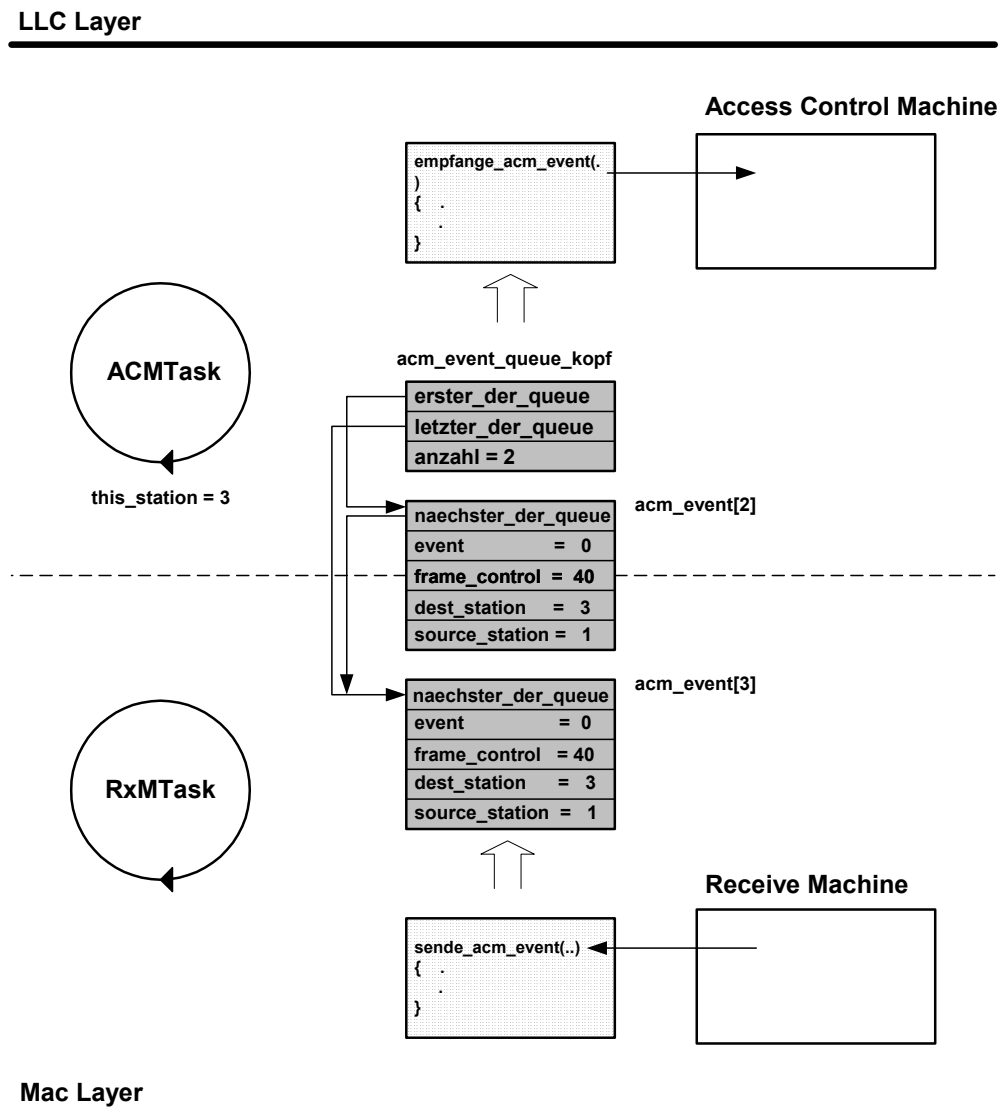 LLC Layer
Access Control Machine
empfange_acm_event(.
)
{ .
.
}
ACMTask
this_station = 3
acm_event_queue_kopf
erster_der_queue
letzter_der_queue
anzahl = 2
acm_event[2]
naechster_der_queue
event = 0
frame_control = 40
dest_station = 3
source_station = 1
acm_event[3]
naechster_der_queue
event = 0
frame_control = 40
dest_station = 3
source_station = 1
RxMTask
Receive Machine
sende_acm_event(..)
{ .
.
}
Mac Layer